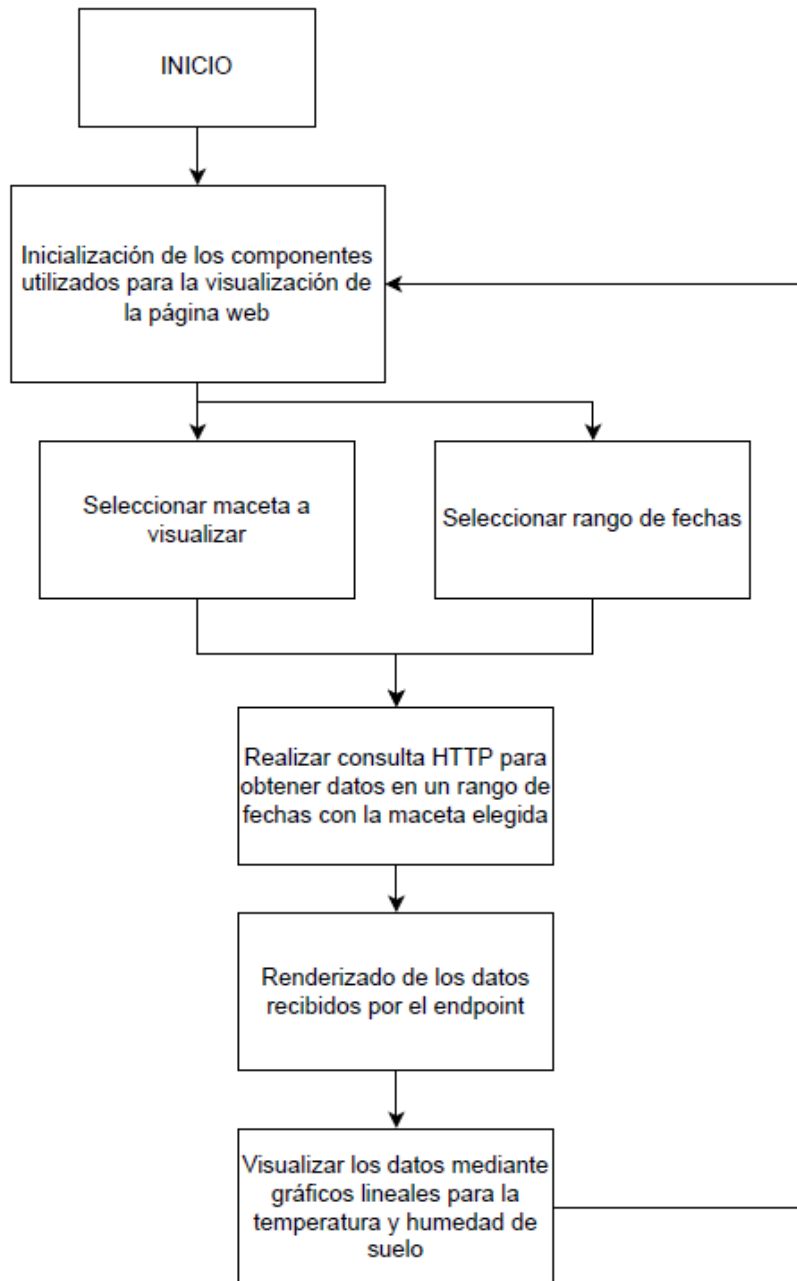 INICIO
Inicialización de los componentes
utilizados para la visualización de
la página web
Seleccionar maceta a
visualizar
Seleccionar rango de fechas
Realizar consulta HTTP para
obtener datos en un rango de
fechas con la maceta elegida
Renderizado de los datos
recibidos por el endpoint
Visualizar los datos mediante
gráficos lineales para la
temperatura y humedad de
suelo